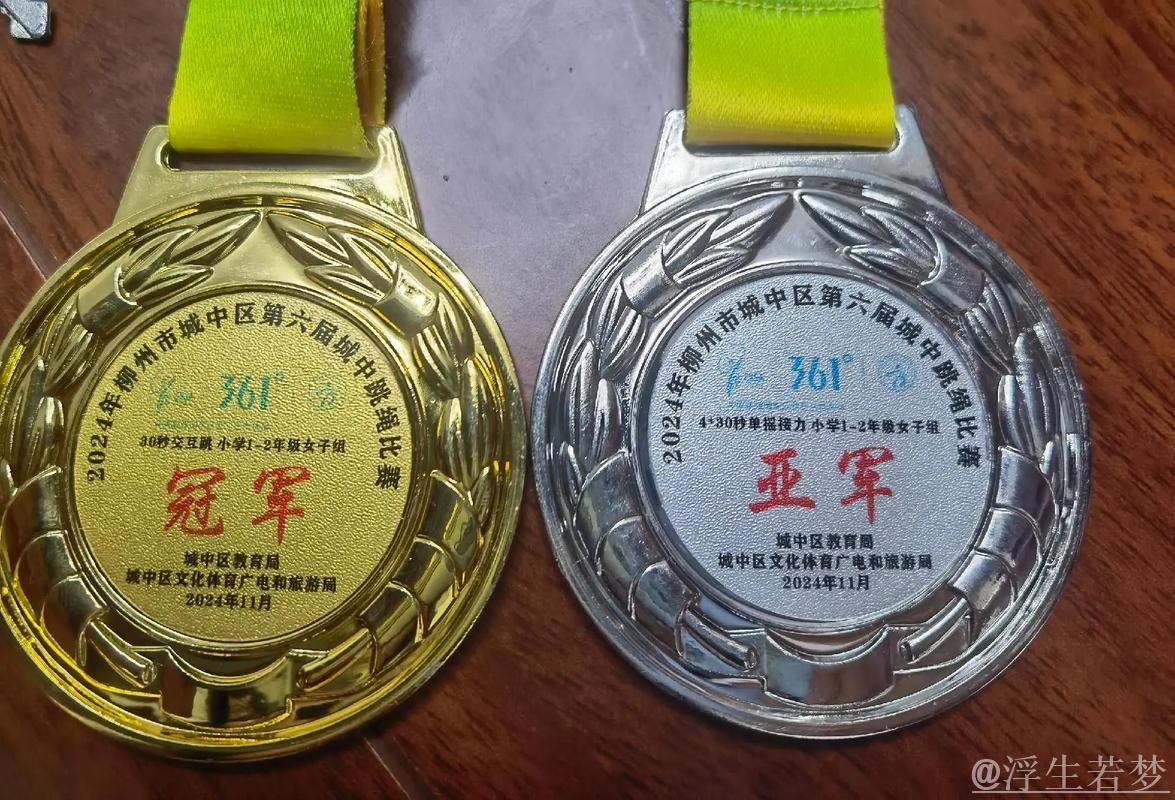 2024年柳州市城中区第六届城中跳绳比赛
361°
30秒交互跳 小学1-2年级女子组
冠军
城中区教育局
城中区文化体育广电和旅游局
2024年11月
2024年柳州市城中区第六届城中跳绳比赛
361°
4*30秒单摇接力 小学1-2年级女子组
亚军
城中区教育局
城中区文化体育广电和旅游局
2024年11月
@浮生若梦